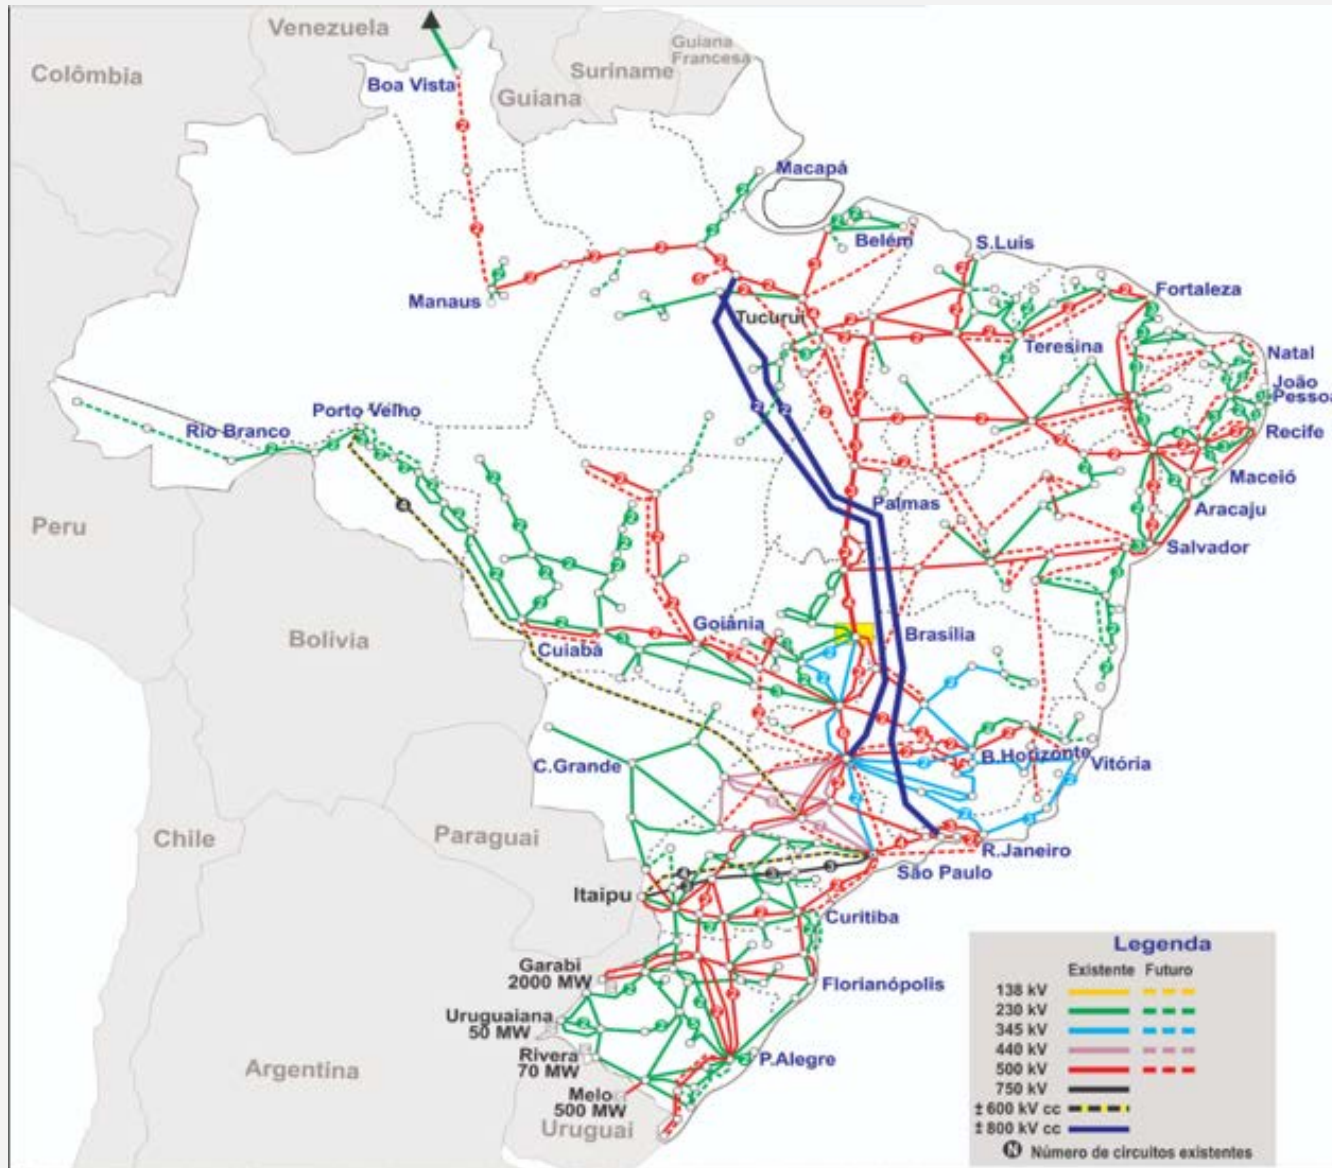 Venezuela
Guiana
Francesa
Colômbia
Suriname
Boa Vista
Guiana
Macapá
Belém
S.Luís
Manaus
Fortaleza
Tucuruí
Teresina
Natal
João
Pessoa
Porto Velho
Rio Branco
Recife
Maceió
Palmas
Aracaju
Peru
Salvador
Goiânia
Brasília
Bolivia
Cuiabá
B.Horizonte
Vitória
C.Grande
Chile
Paraguai
R.Janeiro
São Paulo
Itaipu
Curitiba
Garabi
2000 MW
Florianópolis
Uruguaiana
50 MW
Rivera
70 MW
P.Alegre
Argentina
Melo
500 MW
Uruguai
Legenda
Existente Futuro
138 kV
230 kV
345 kV
440 kV
500 kV
750 kV
± 600 kV cc
± 800 kV cc
N Número de circuitos existentes